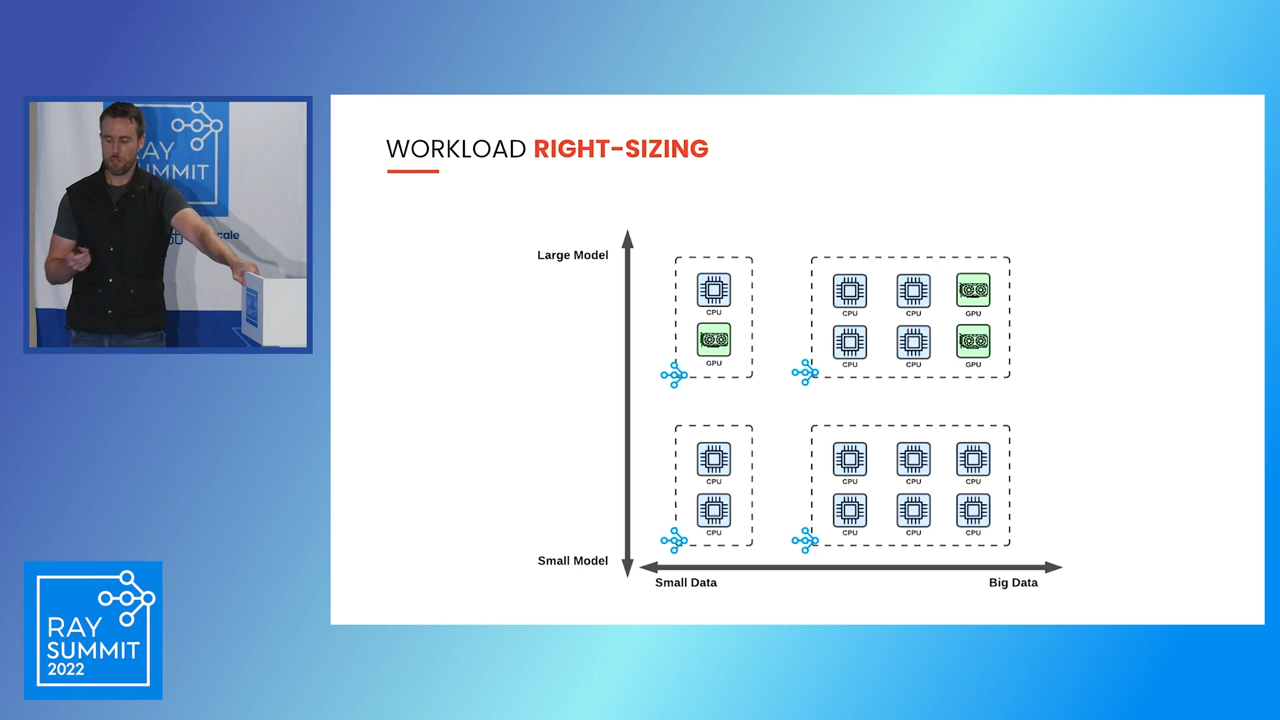 RAY
SUMMIT
scale
WORKLOAD RIGHT-SIZING
Large Model
CPU
GPU
CPU CPU GPU
CPU CPU GPU
CPU
CPU
CPU CPU CPU
CPU CPU CPU
Small Model
Small Data
Big Data
RAY
SUMMIT
2022